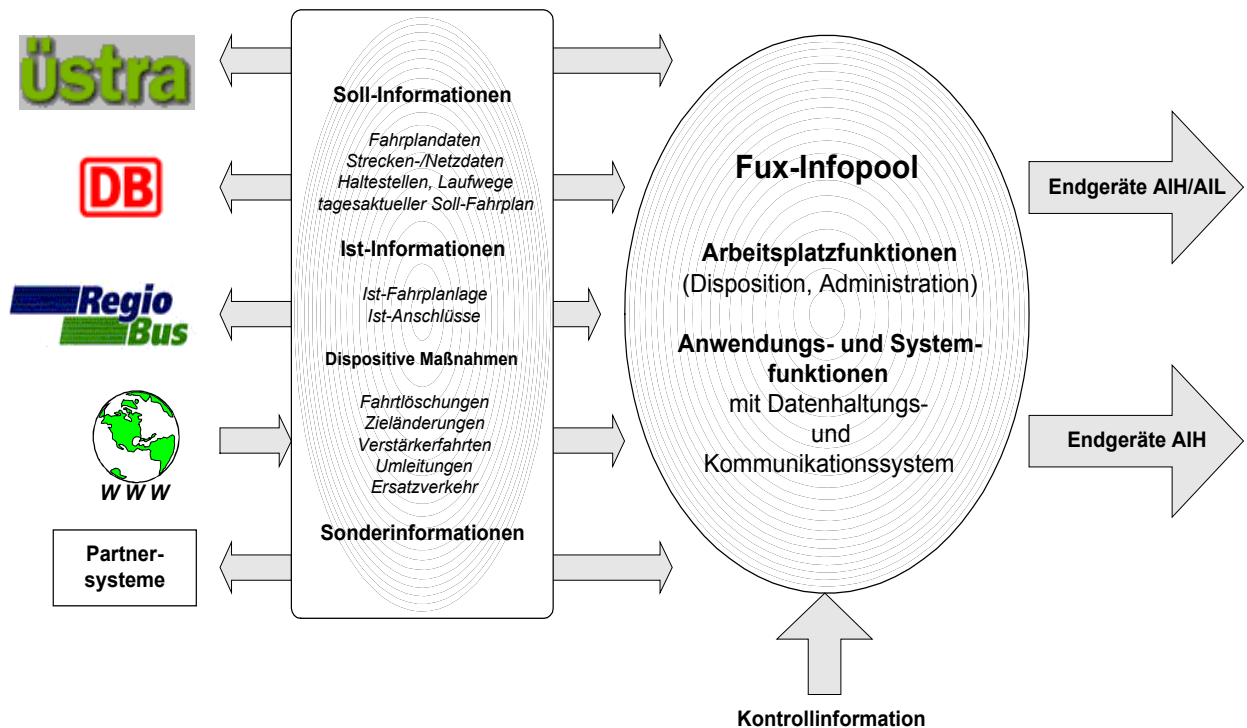 üstra
DB
Regio
Bus
W W W
Partner-
systeme
Soll-Informationen
Fahrplandaten
Strecken-/Netzdaten
Haltestellen, Laufwege
tagesaktueller Soll-Fahrplan
Ist-Informationen
Ist-Fahrplanlage
Ist-Anschlüsse
Dispositive Maßnahmen
Fahrtlöschungen
Zieländerungen
Verstärkerfahrten
Umleitungen
Ersatzverkehr
Sonderinformationen
Fux-Infopool
Arbeitsplatzfunktionen
(Disposition, Administration)
Anwendungs- und System-
funktionen
mit Datenhaltungs-
und
Kommunikationssystem
Endgeräte AIH/AIL
Endgeräte AIH
Kontrollinformation